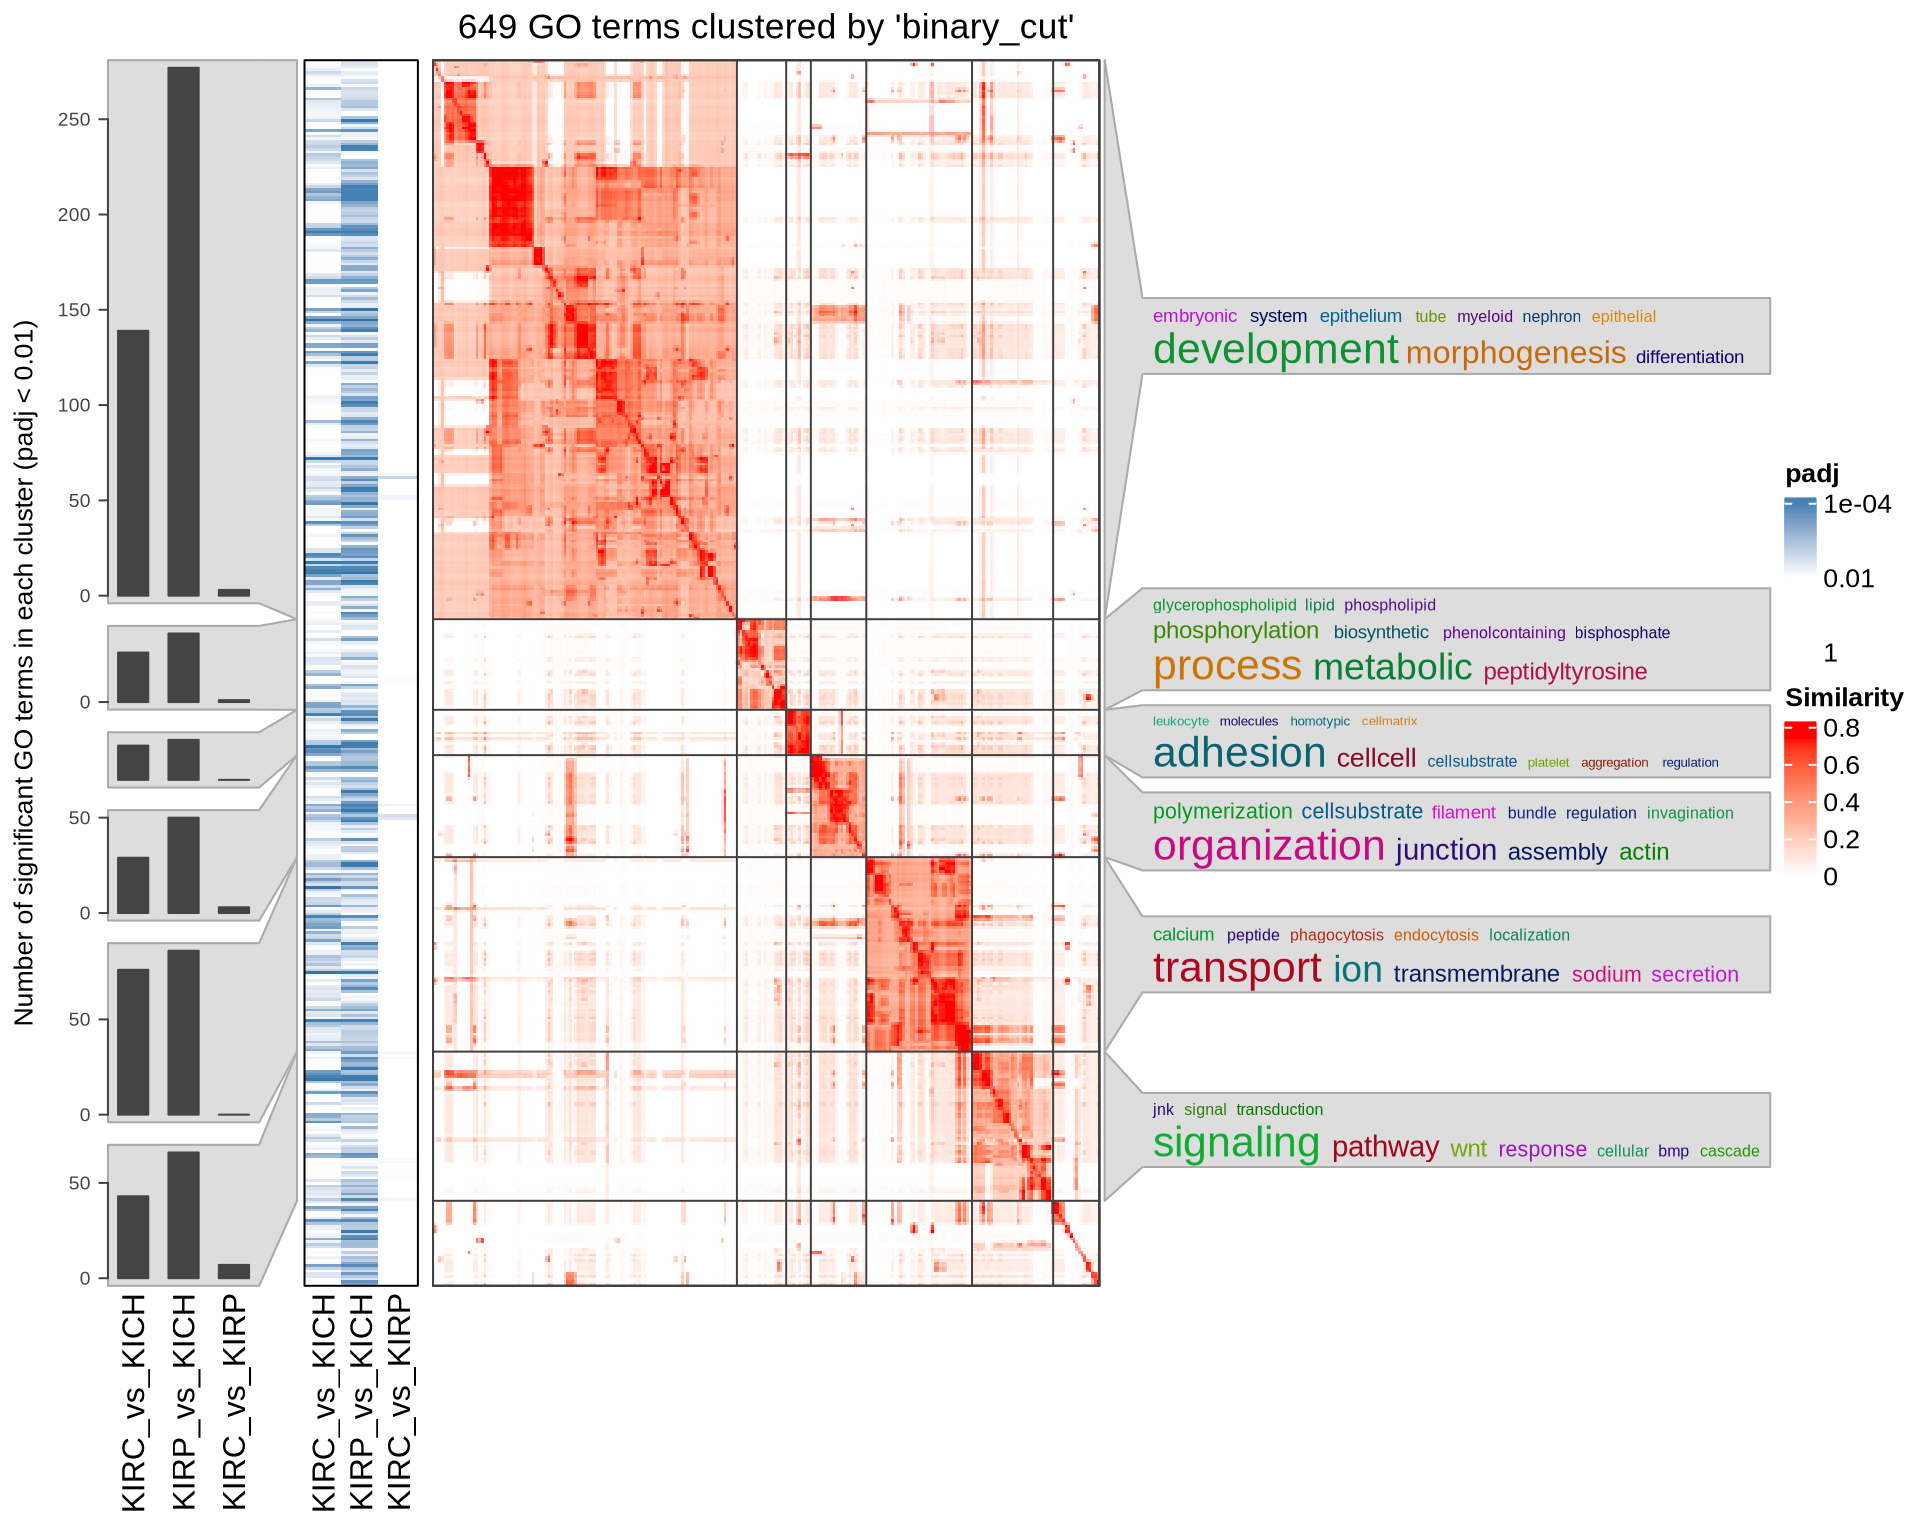 649 GO terms clustered by 'binary_cut'
Number of significant GO terms in each cluster (padj < 0.01)
250
200
150
100
50
0
0
50
0
50
0
50
0
KIRC_vs_KICH
KIRP_vs_KICH
KIRC_vs_KIRP
KIRC_vs_KICH
KIRP_vs_KICH
KIRC_vs_KIRP
embryonic system epithelium tube myeloid nephron epithelial
development morphogenesis differentiation
glycerophospholipid lipid phospholipid
phosphorylation biosynthetic phenolcontaining bisphosphate
process metabolic peptidyltyrosine
leukocyte molecules homotypic cellmatrix
adhesion cellcell cellsubstrate platelet aggregation regulation
polymerization cellsubstrate filament bundle regulation invagination
organization junction assembly actin
calcium peptide phagocytosis endocytosis localization
transport ion transmembrane sodium secretion
jnk signal transduction
signaling pathway wnt response cellular bmp cascade
padj
1e-04
0.01
1
Similarity
0.8
0.6
0.4
0.2
0